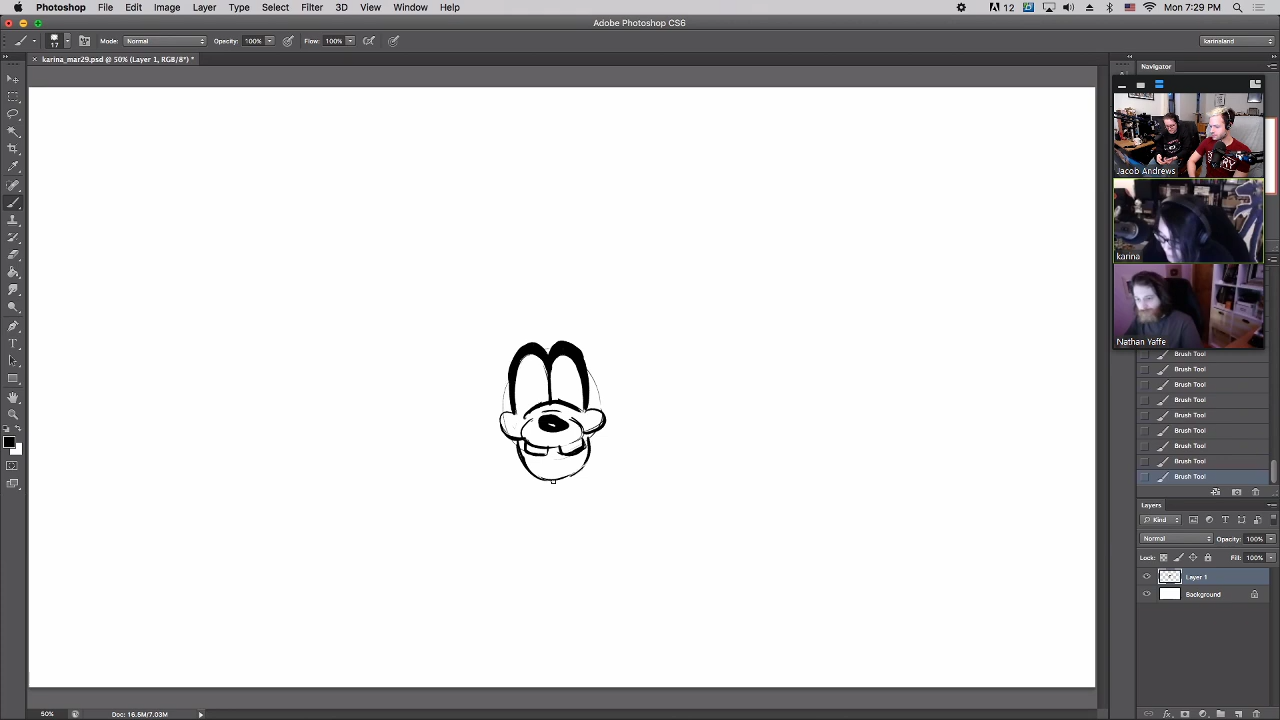 Photoshop File Edit Image Layer Type Select Filter 3D View Window Help 12 Mon 7:29 PM
Adobe Photoshop CS6
17 Mode: Normal Opacity: 100% Flow: 100% karinaland
karina_mar29.psd @ 50% (Layer 1, RGB/8*) *
Navigator
Jacob Andrews
karina
Nathan Yaffe
Brush Tool
Brush Tool
Brush Tool
Brush Tool
Brush Tool
Brush Tool
Brush Tool
Brush Tool
Brush Tool
Layers
Kind
Normal Opacity: 100%
Lock: Fill: 100%
Layer 1
Background
50% Doc: 16.5M/7.03M